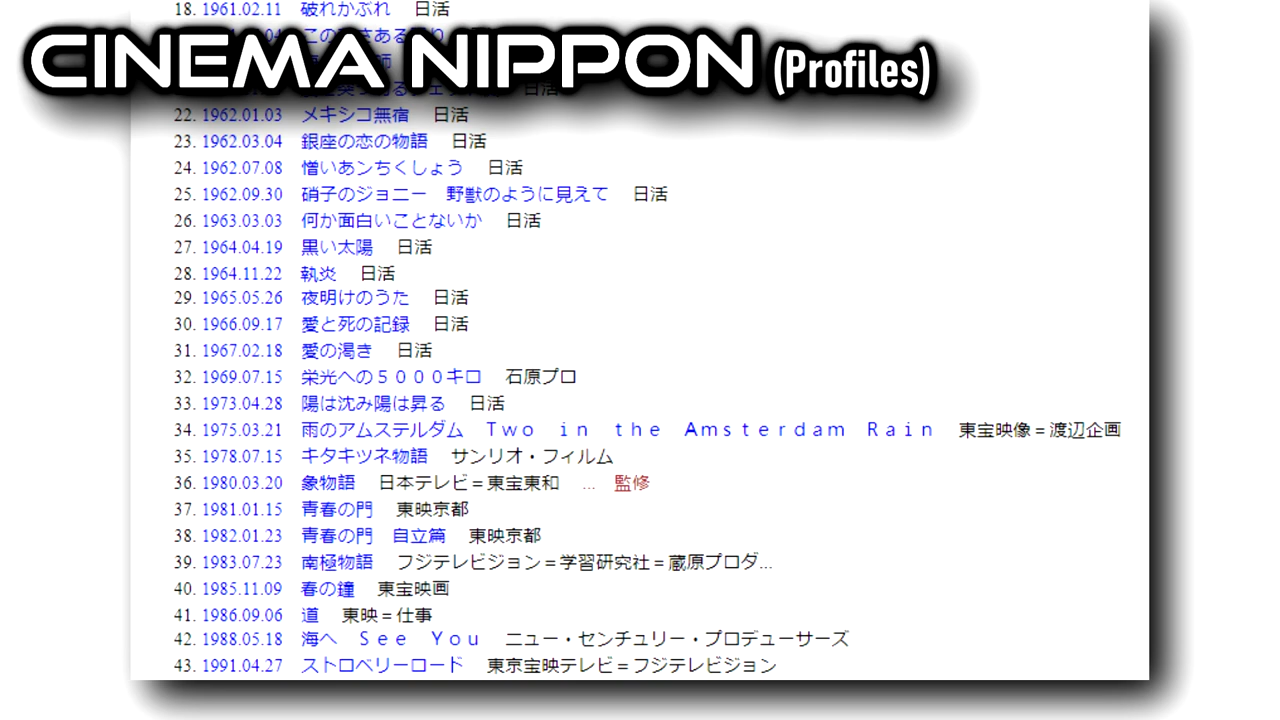 18. 1961.02.11 破れかぶれ 日活
CINEMA NIPPON (Profiles)
22. 1962.01.03 メキシコ無宿 日活
23. 1962.03.04 銀座の恋の物語 日活
24. 1962.07.08 憎いあンちくしょう 日活
25. 1962.09.30 硝子のジョニー 野獣のように見えて 日活
26. 1963.03.03 何か面白いことないか 日活
27. 1964.04.19 黒い太陽 日活
28. 1964.11.22 執炎 日活
29. 1965.05.26 夜明けのうた 日活
30. 1966.09.17 愛と死の記録 日活
31. 1967.02.18 愛の渇き 日活
32. 1969.07.15 栄光への5000キロ 石原プロ
33. 1973.04.28 陽は沈み陽は昇る 日活
34. 1975.03.21 雨のアムステルダム Two in the Amsterdam Rain 東宝映像=渡辺企画
35. 1978.07.15 キタキツネ物語 サンリオ・フィルム
36. 1980.03.20 象物語 日本テレビ=東宝東和 ... 監修
37. 1981.01.15 青春の門 東映京都
38. 1982.01.23 青春の門 自立篇 東映京都
39. 1983.07.23 南極物語 フジテレビジョン=学習研究社=蔵原プロダ...
40. 1985.11.09 春の鐘 東宝映画
41. 1986.09.06 道 東映=仕事
42. 1988.05.18 海へ See You ニュー・センチュリー・プロデューサーズ
43. 1991.04.27 ストロベリーロード 東京宝映テレビ=フジテレビジョン